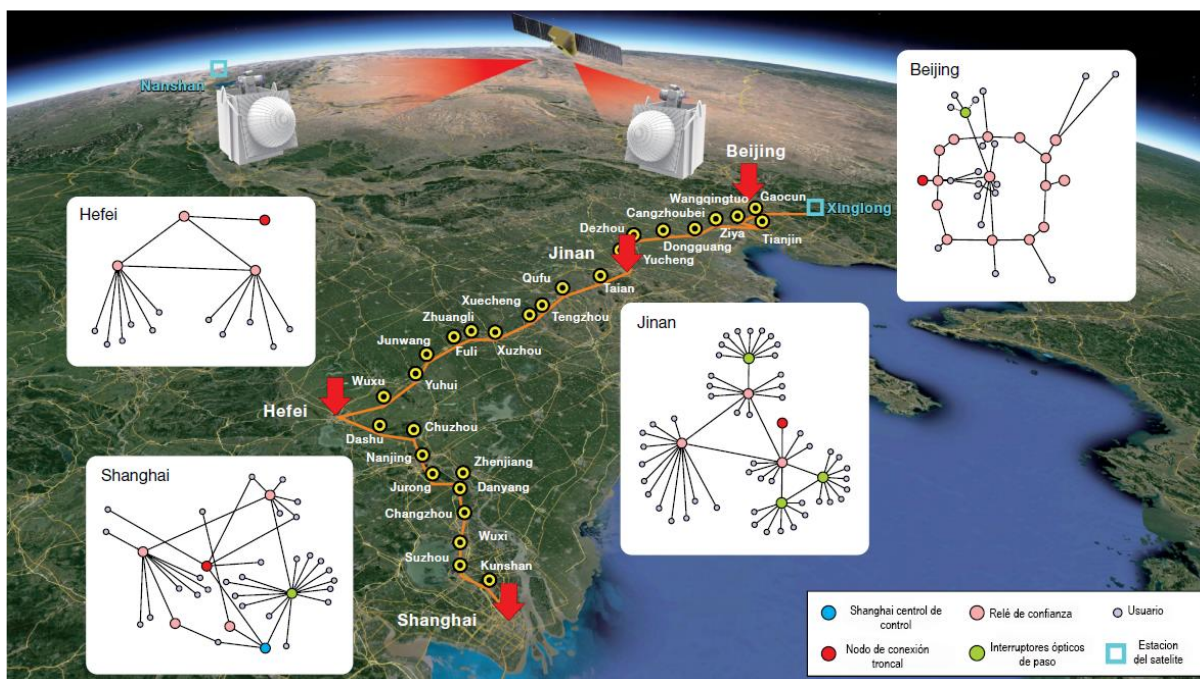 Nanshan
Beijing
Beijing
Wangqingtuo
Gaocun
Xinglong
Cangzhoubei
Dezhou
Ziya
Tianjin
Dongguang
Hefei
Jinan
Yucheng
Qufu
Taian
Xuecheng
Tengzhou
Zhuangli
Jinan
Junwang
Fuli
Xuzhou
Wuxu
Yuhui
Hefei
Chuzhou
Dashu
Nanjing
Zhenjiang
Shanghai
Jurong
Danyang
Changzhou
Wuxi
Suzhou
Kunshan
Shanghai
Shanghai control de
control
Relé de confianza
Usuario
Nodo de conexión
troncal
Interruptores ópticos
de paso
Estacion
del satelite